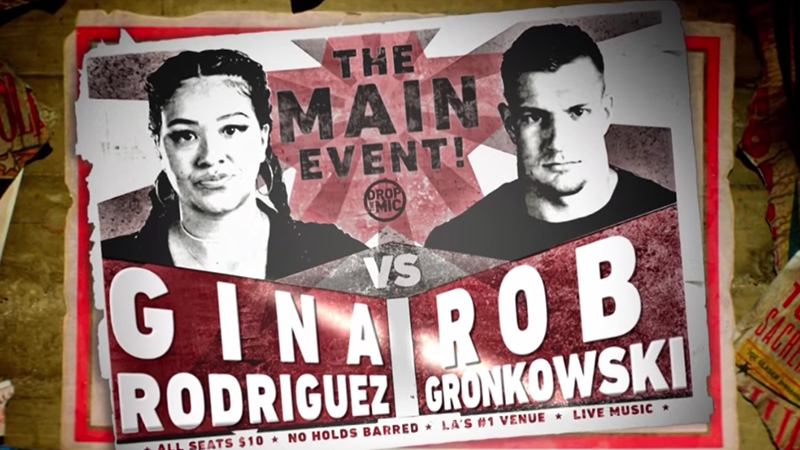 THE
MAIN
EVENT!
DROP
THE
MIC
VS
GINA
RODRIGUEZ
ROB
GRONKOWSKI
★ ALL SEATS $10 ★ NO HOLDS BARRED ★ LA'S #1 VENUE ★ LIVE MUSIC ★
SACRE